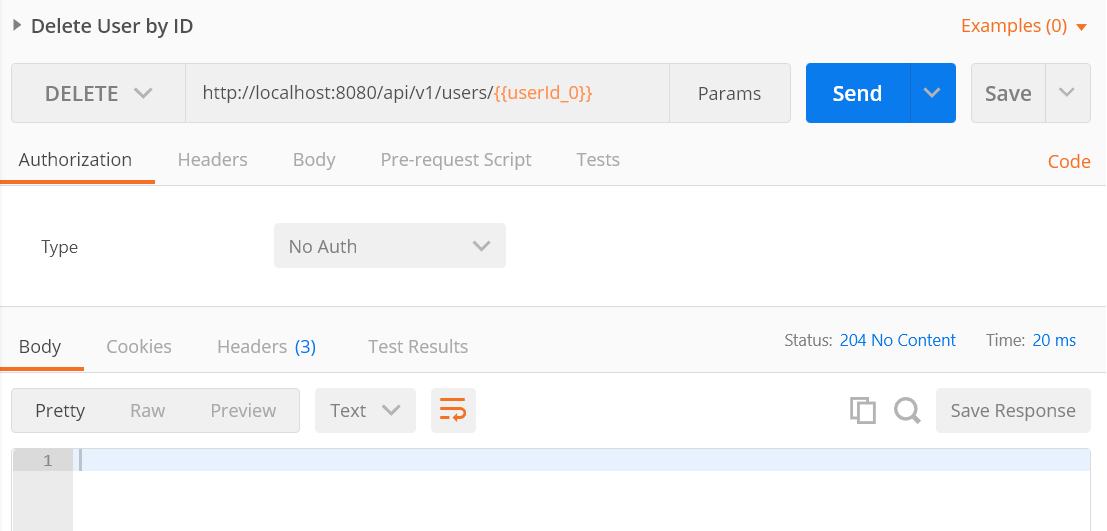 Delete User by ID Examples (0)
DELETE http://localhost:8080/api/v1/users/{{userId_0}} Params Send Save
Authorization Headers Body Pre-request Script Tests Code
Type No Auth
Body Cookies Headers (3) Test Results Status: 204 No Content Time: 20 ms
Pretty Raw Preview Text Save Response
1